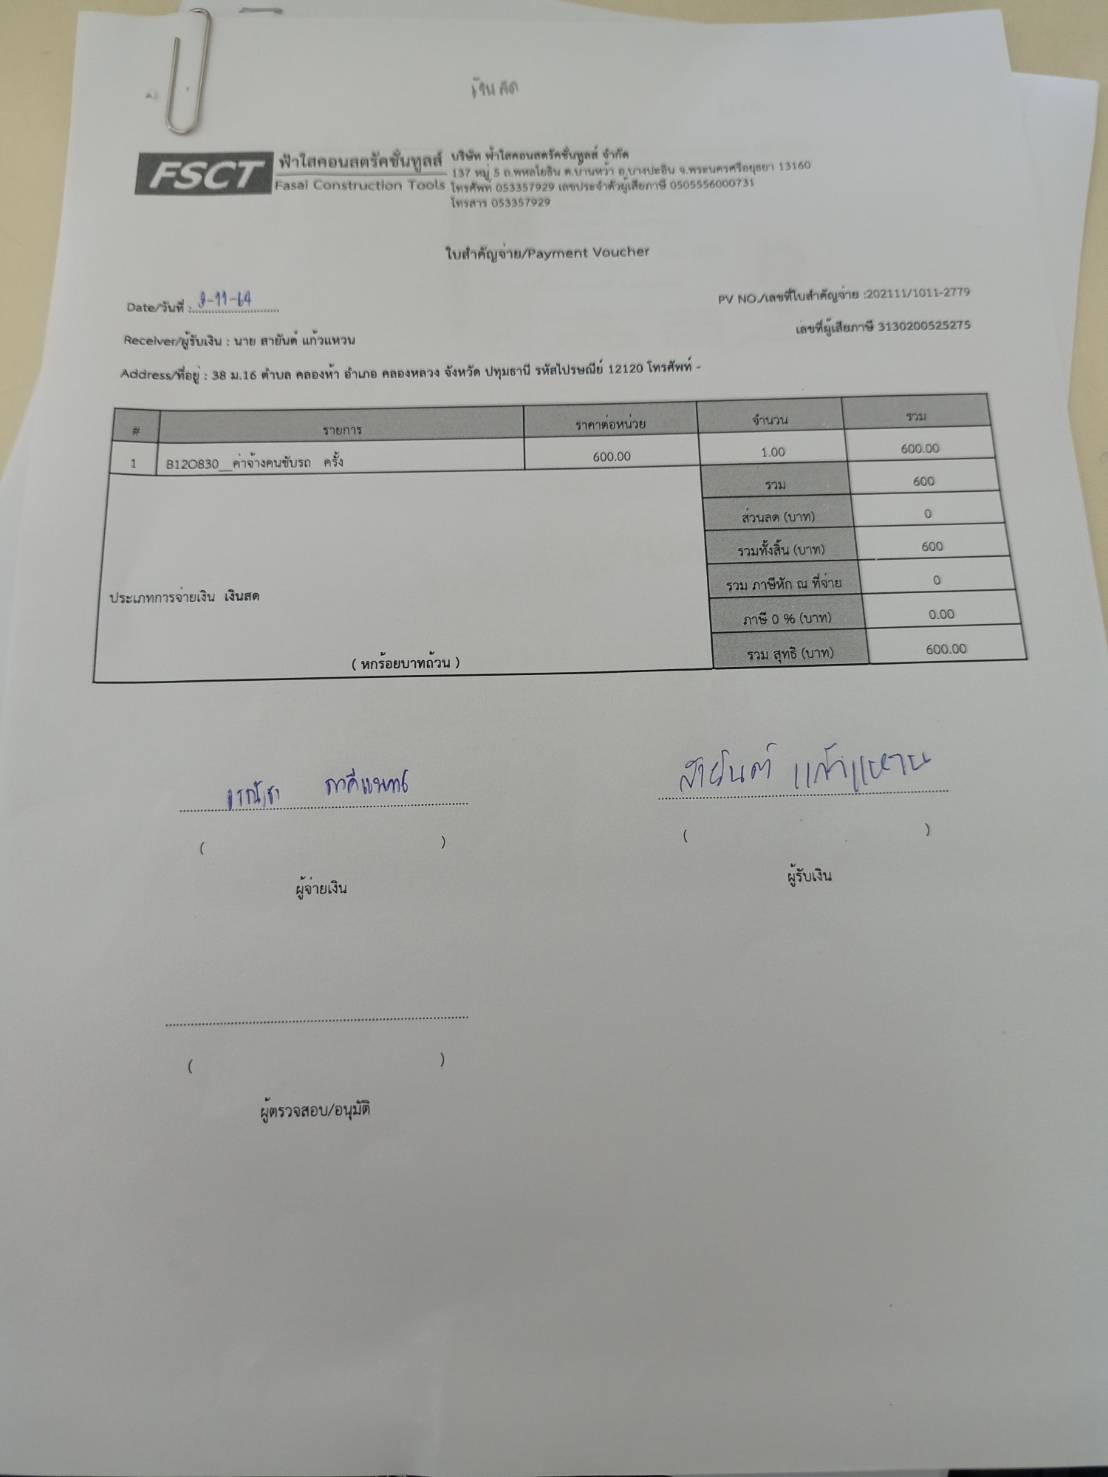 เงินสด
FSCT
ฟ้าใสคอนสตรัคชั่นทูลส์
Fasai Construction Tools
บริษัท ฟ้าใสคอนสตรัคชั่นทูลส์ จำกัด
137 หมู่ 5 ถ.พหลโยธิน ต.บ้านหว้า อ.บางปะอิน จ.พระนครศรีอยุธยา 13160
โทรศัพท์ 053357929 เลขประจำตัวผู้เสียภาษี 0505556000731
โทรสาร 053357929
ใบสำคัญจ่าย/Payment Voucher
Date/วันที่ : 9-11-64
PV NO./เลขที่ใบสำคัญจ่าย :202111/1011-2779
Receiver/ผู้รับเงิน : นาย สายันต์ แก้วแหวน
เลขที่ผู้เสียภาษี 3130200525275
Address/ที่อยู่ : 38 ม.16 ตำบล คลองห้า อำเภอ คลองหลวง จังหวัด ปทุมธานี รหัสไปรษณีย์ 12120 โทรศัพท์ -
# รายการ ราคาต่อหน่วย จำนวน รวม
1 B120830__ค่าจ้างคนขับรถ ครั้ง 600.00 1.00 600.00
รวม 600
ส่วนลด (บาท) 0
รวมทั้งสิ้น (บาท) 600
รวม ภาษีหัก ณ ที่จ่าย 0
ประเภทการจ่ายเงิน เงินสด
ภาษี 0 % (บาท) 0.00
( หกร้อยบาทถ้วน )
รวม สุทธิ (บาท) 600.00
สายันต์ แก้วแหวน
( )
( )
ผู้จ่ายเงิน
ผู้รับเงิน
( )
ผู้ตรวจสอบ/อนุมัติ